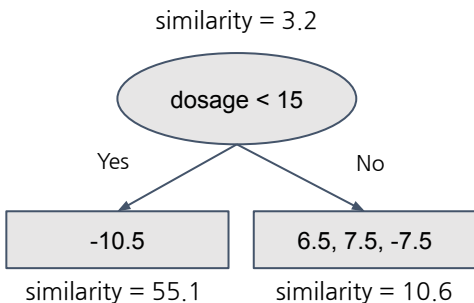 similarity = 3.2
dosage < 15
Yes
No
-10.5
6.5, 7.5, -7.5
similarity = 55.1
similarity = 10.6